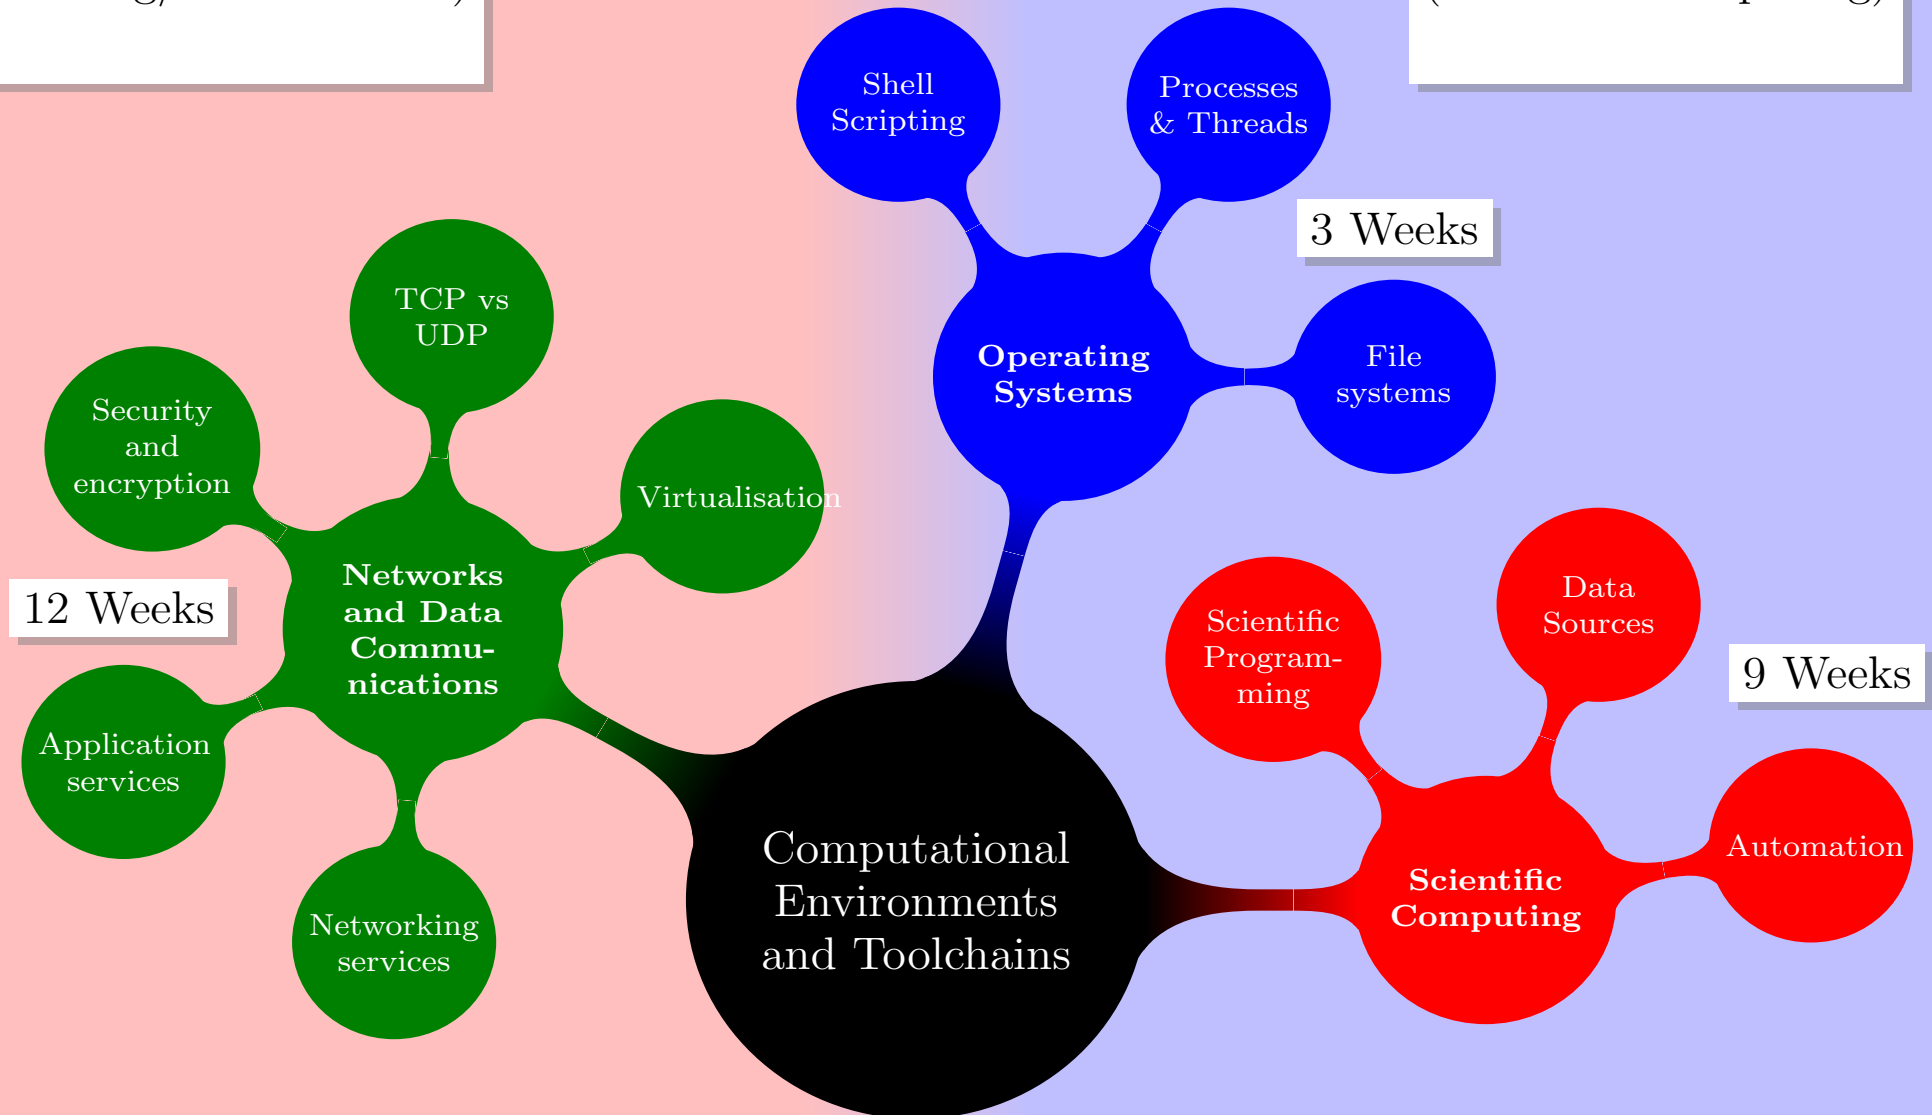 Shell
Scripting
Processes
& Threads
3 Weeks
File
systems
Operating
Systems
TCP vs
UDP
Security
and
encryption
Virtualisation
Networks
and Data
Commu-
nications
12 Weeks
Application
services
Networking
services
Scientific
Program-
ming
Data
Sources
9 Weeks
Automation
Scientific
Computing
Computational
Environments
and Toolchains